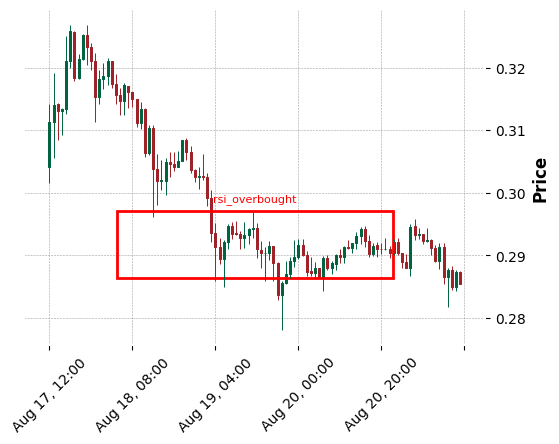 0.32
0.31
rsi_overbought
0.30
0.29
0.28
Price
Aug 17, 12:00
Aug 18, 08:00
Aug 19, 04:00
Aug 20, 00:00
Aug 20, 20:00